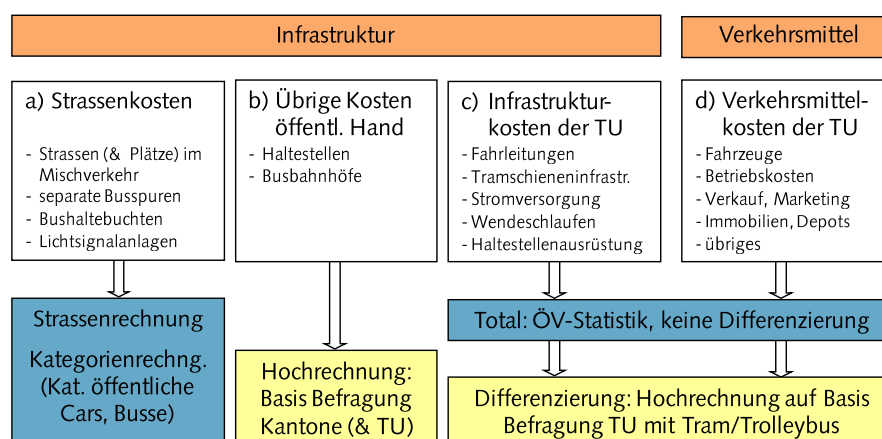 Infrastruktur
Verkehrsmittel
a) Strassenkosten
- Strassen (& Plätze) im
Mischverkehr
- separate Busspuren
- Bushaltebuchten
- Lichtsignalanlagen
b) Übrige Kosten
öffentl. Hand
- Haltestellen
- Busbahnhöfe
c) Infrastruktur-
kosten der TU
- Fahrleitungen
- Tramschieneninfrastr.
- Stromversorgung
- Wendeschlaufen
- Haltestellenausrüstung
d) Verkehrsmittel-
kosten der TU
- Fahrzeuge
- Betriebskosten
- Verkauf, Marketing
- Immobilien, Depots
- übriges
Strassenrechnung
Kategorienrechng.
(Kat. öffentliche
Cars, Busse)
Hochrechnung:
Basis Befragung
Kantone (& TU)
Total: ÖV-Statistik, keine Differenzierung
Differenzierung: Hochrechnung auf Basis
Befragung TU mit Tram/Trolleybus